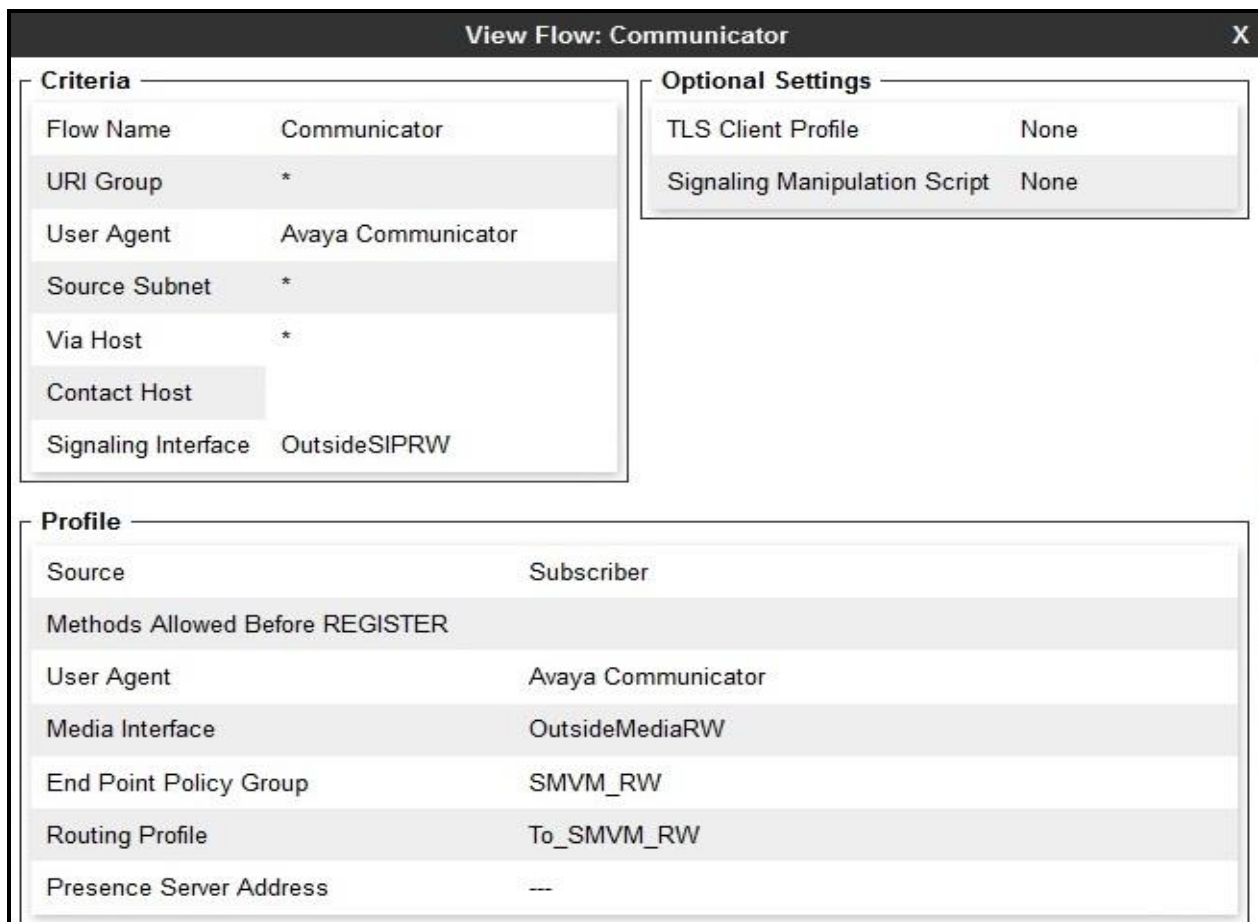 View Flow: Communicator X
Criteria
Flow Name Communicator
URI Group *
User Agent Avaya Communicator
Source Subnet *
Via Host *
Contact Host
Signaling Interface OutsideSIPRW
Optional Settings
TLS Client Profile None
Signaling Manipulation Script None
Profile
Source Subscriber
Methods Allowed Before REGISTER
User Agent Avaya Communicator
Media Interface OutsideMediaRW
End Point Policy Group SMVM_RW
Routing Profile To_SMVM_RW
Presence Server Address ---